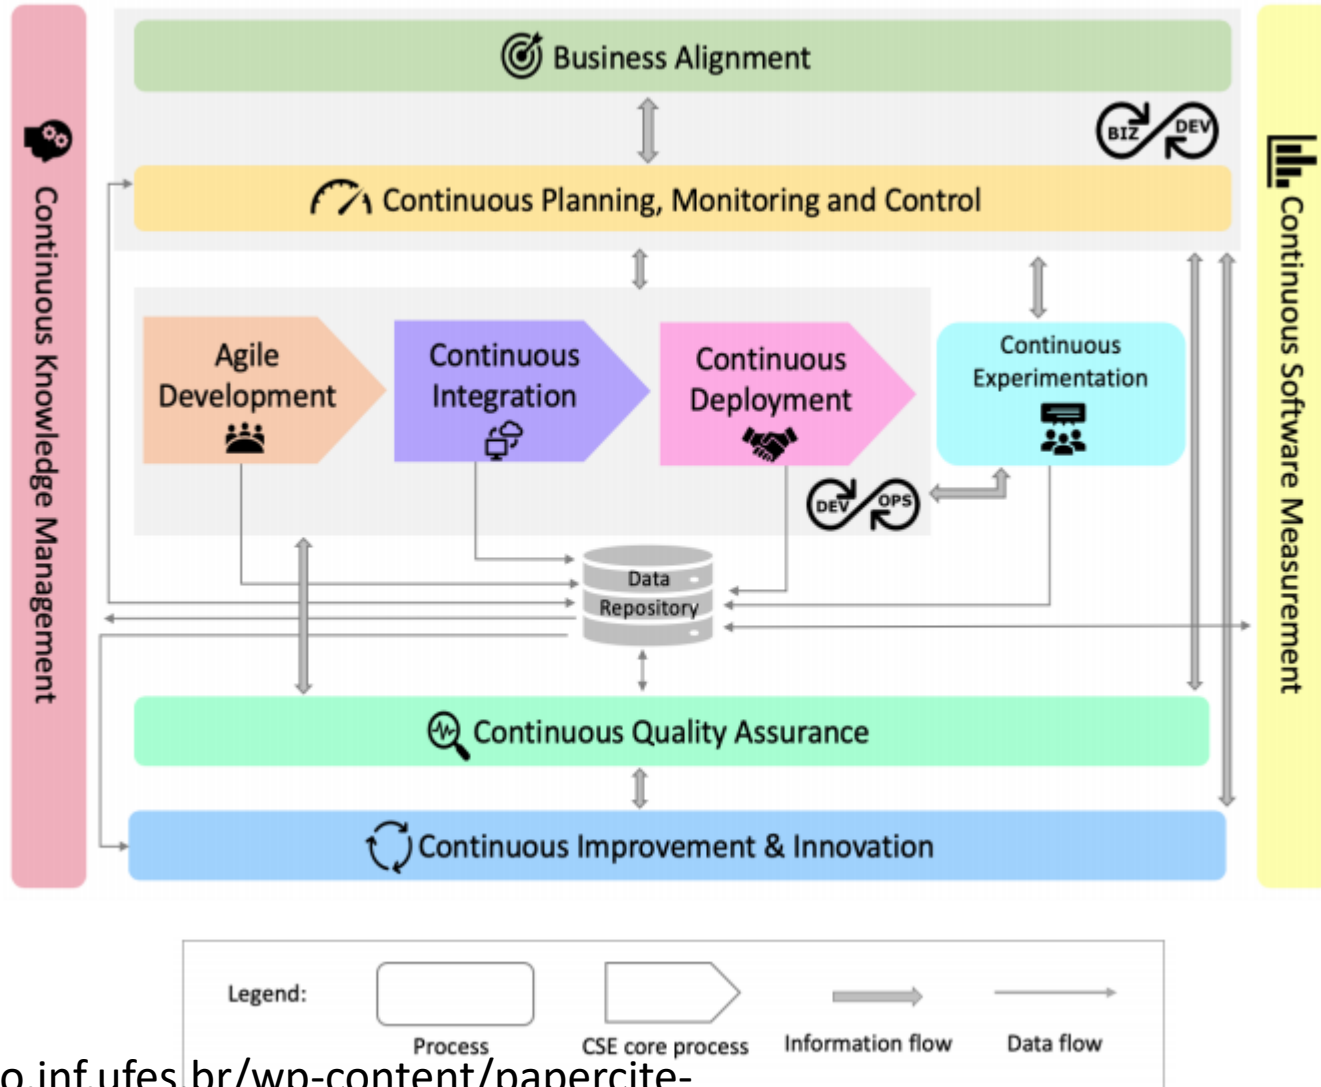 Business Alignment
BIZ DEV
Continuous Planning, Monitoring and Control
Continuous Knowledge Management
Continuous Software Measurement
Agile
Development
Continuous
Integration
Continuous
Deployment
Continuous
Experimentation
DEV OPS
Data
Repository
Continuous Quality Assurance
Continuous Improvement & Innovation
Legend:
Process
CSE core process
Information flow
Data flow
o.inf.ufes.br/wp-content/papercite-